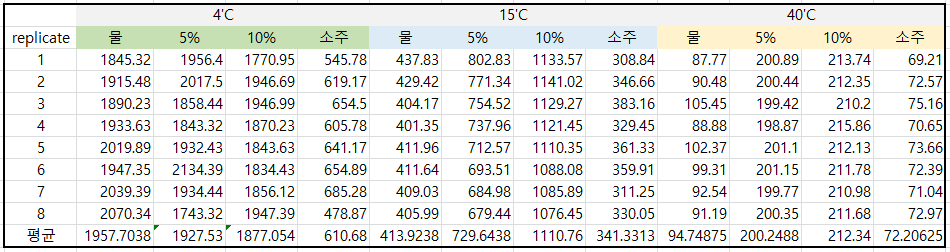 4'C 15'C 40'C
replicate 물 5% 10% 소주 물 5% 10% 소주 물 5% 10% 소주
1 1845.32 1956.4 1770.95 545.78 437.83 802.83 1133.57 308.84 87.77 200.89 213.74 69.21
2 1915.48 2017.5 1946.69 619.17 429.42 771.34 1141.02 346.66 90.48 200.44 212.35 72.57
3 1890.23 1858.44 1946.99 654.5 404.17 754.52 1129.27 383.16 105.45 199.42 210.2 75.16
4 1933.63 1843.32 1870.23 605.78 401.35 737.96 1121.45 329.45 88.88 198.87 215.86 70.65
5 2019.89 1932.43 1843.63 641.17 411.96 712.57 1110.35 361.33 102.37 201.1 212.13 73.66
6 1947.35 2134.39 1834.43 654.89 411.64 693.51 1088.08 359.91 99.31 201.15 211.78 72.39
7 2039.39 1934.44 1856.12 685.28 409.03 684.98 1085.89 311.25 92.54 199.77 210.98 71.04
8 2070.34 1743.32 1947.39 478.87 405.99 679.44 1076.45 330.05 91.19 200.35 211.68 72.97
평균 1957.7038 1927.53 1877.054 610.68 413.9238 729.6438 1110.76 341.3313 94.74875 200.2488 212.34 72.20625